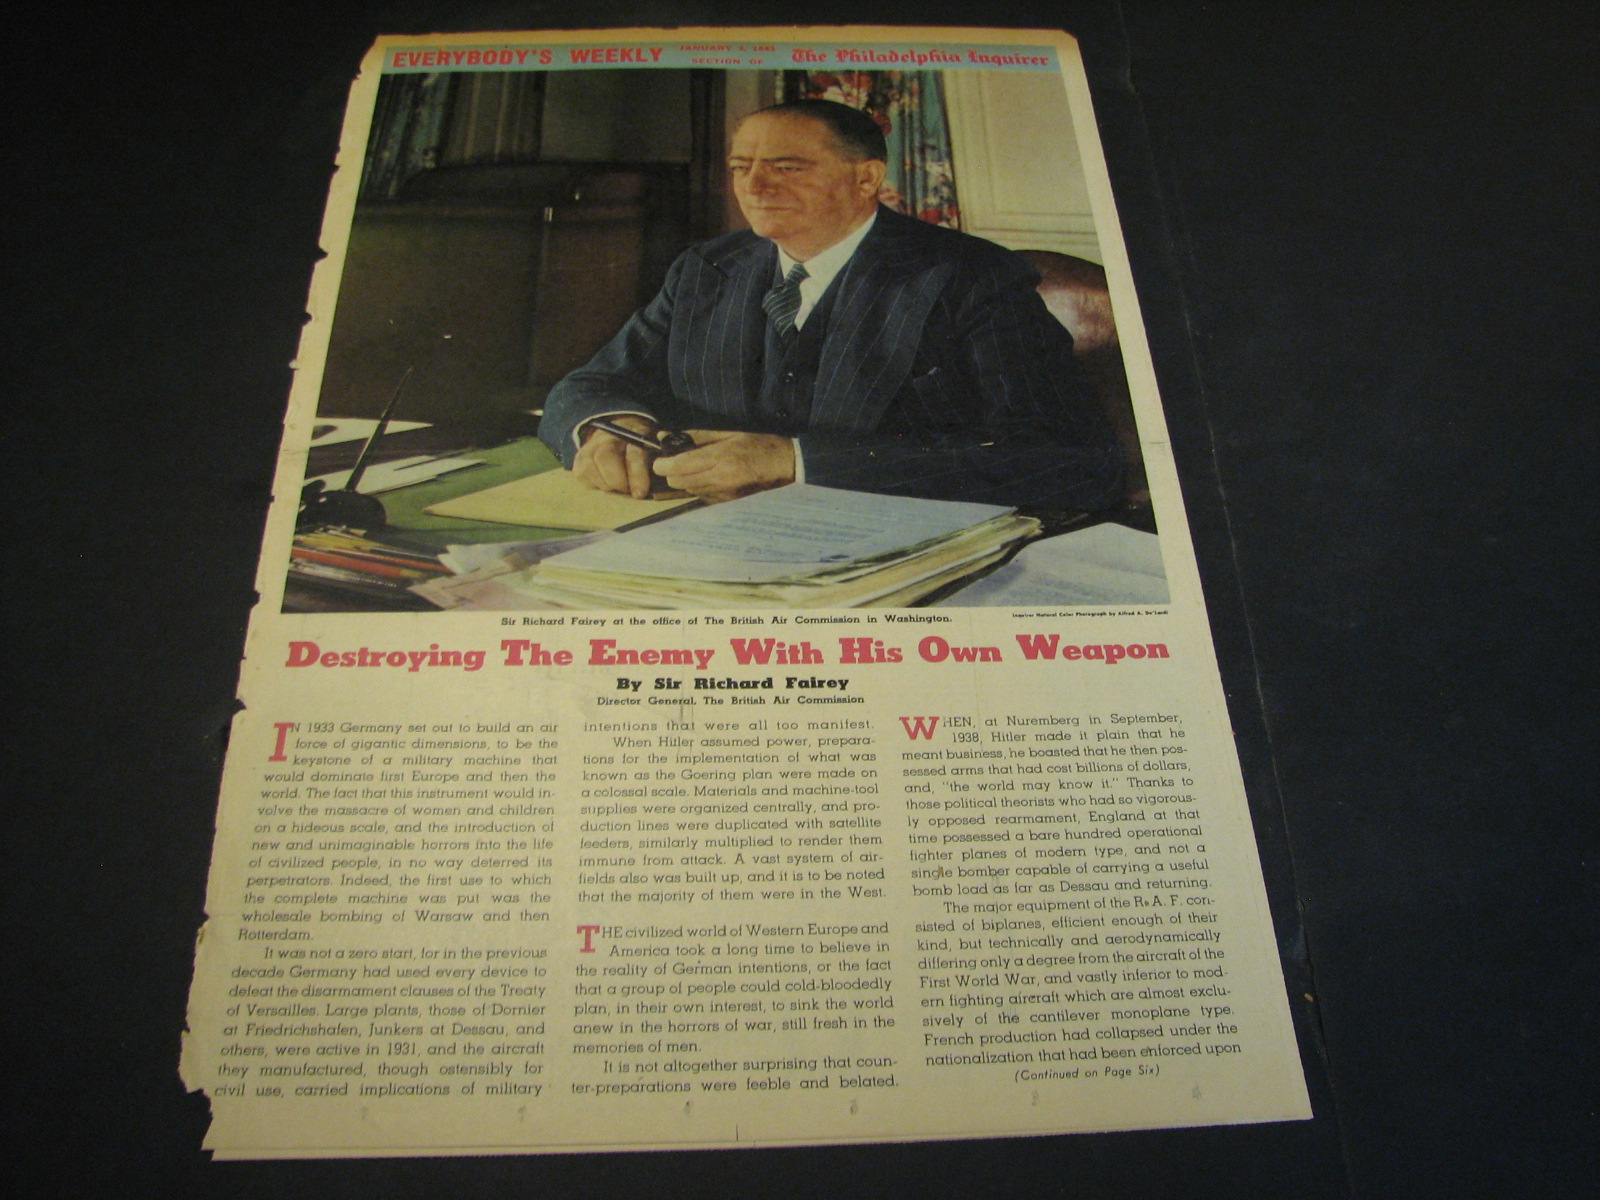 EVERYBODY'S WEEKLY
SECTION OF
The Philadelphia Inquirer
Sir Richard Fairey at the office of The British Air Commission in Washington.
Inquirer Natural Color Photograph by Alfred A. De'Lardi
Destroying The Enemy With His Own Weapon
By Sir Richard Fairey
Director General, The British Air Commission
IN 1933 Germany set out to build an air
force of gigantic dimensions, to be the
keystone of a military machine that
would dominate first Europe and then the
world. The fact that this instrument would in-
volve the massacre of women and children
on a hideous scale, and the introduction of
new and unimaginable horrors into the life
of civilized people, in no way deterred its
perpetrators. Indeed, the first use to which
the complete machine was put was the
wholesale bombing of Warsaw and then
Rotterdam.
It was not a zero start, for in the previous
decade Germany had used every device to
defeat the disarmament clauses of the Treaty
of Versailles. Large plants, those of Dornier
at Friedrichshafen, Junkers at Dessau, and
others, were active in 1931, and the aircraft
they manufactured, though ostensibly for
civil use, carried implications of military
intentions that were all too manifest.
When Hitler assumed power, prepara-
tions for the implementation of what was
known as the Goering plan were made on
a colossal scale. Materials and machine-tool
supplies were organized centrally, and pro-
duction lines were duplicated with satellite
feeders, similarly multiplied to render them
immune from attack. A vast system of air-
fields also was built up, and it is to be noted
that the majority of them were in the West.
THE civilized world of Western Europe and
America took a long time to believe in
the reality of German intentions, or the fact
that a group of people could cold-bloodedly
plan, in their own interest, to sink the world
anew in the horrors of war, still fresh in the
memories of men.
It is not altogether surprising that coun-
ter-preparations were feeble and belated.
WHEN, at Nuremberg in September,
1938, Hitler made it plain that he
meant business, he boasted that he then pos-
sessed arms that had cost billions of dollars,
and, "the world may know it." Thanks to
those political theorists who had so vigorous-
ly opposed rearmament, England at that
time possessed a bare hundred operational
fighter planes of modern type, and not a
single bomber capable of carrying a useful
bomb load as far as Dessau and returning.
The major equipment of the R. A. F. con-
sisted of biplanes, efficient enough of their
kind, but technically and aerodynamically
differing only a degree from the aircraft of the
First World War, and vastly inferior to mod-
ern fighting aircraft which are almost exclu-
sively of the cantilever monoplane type.
French production had collapsed under the
nationalization that had been enforced upon
(Continued on Page Six)